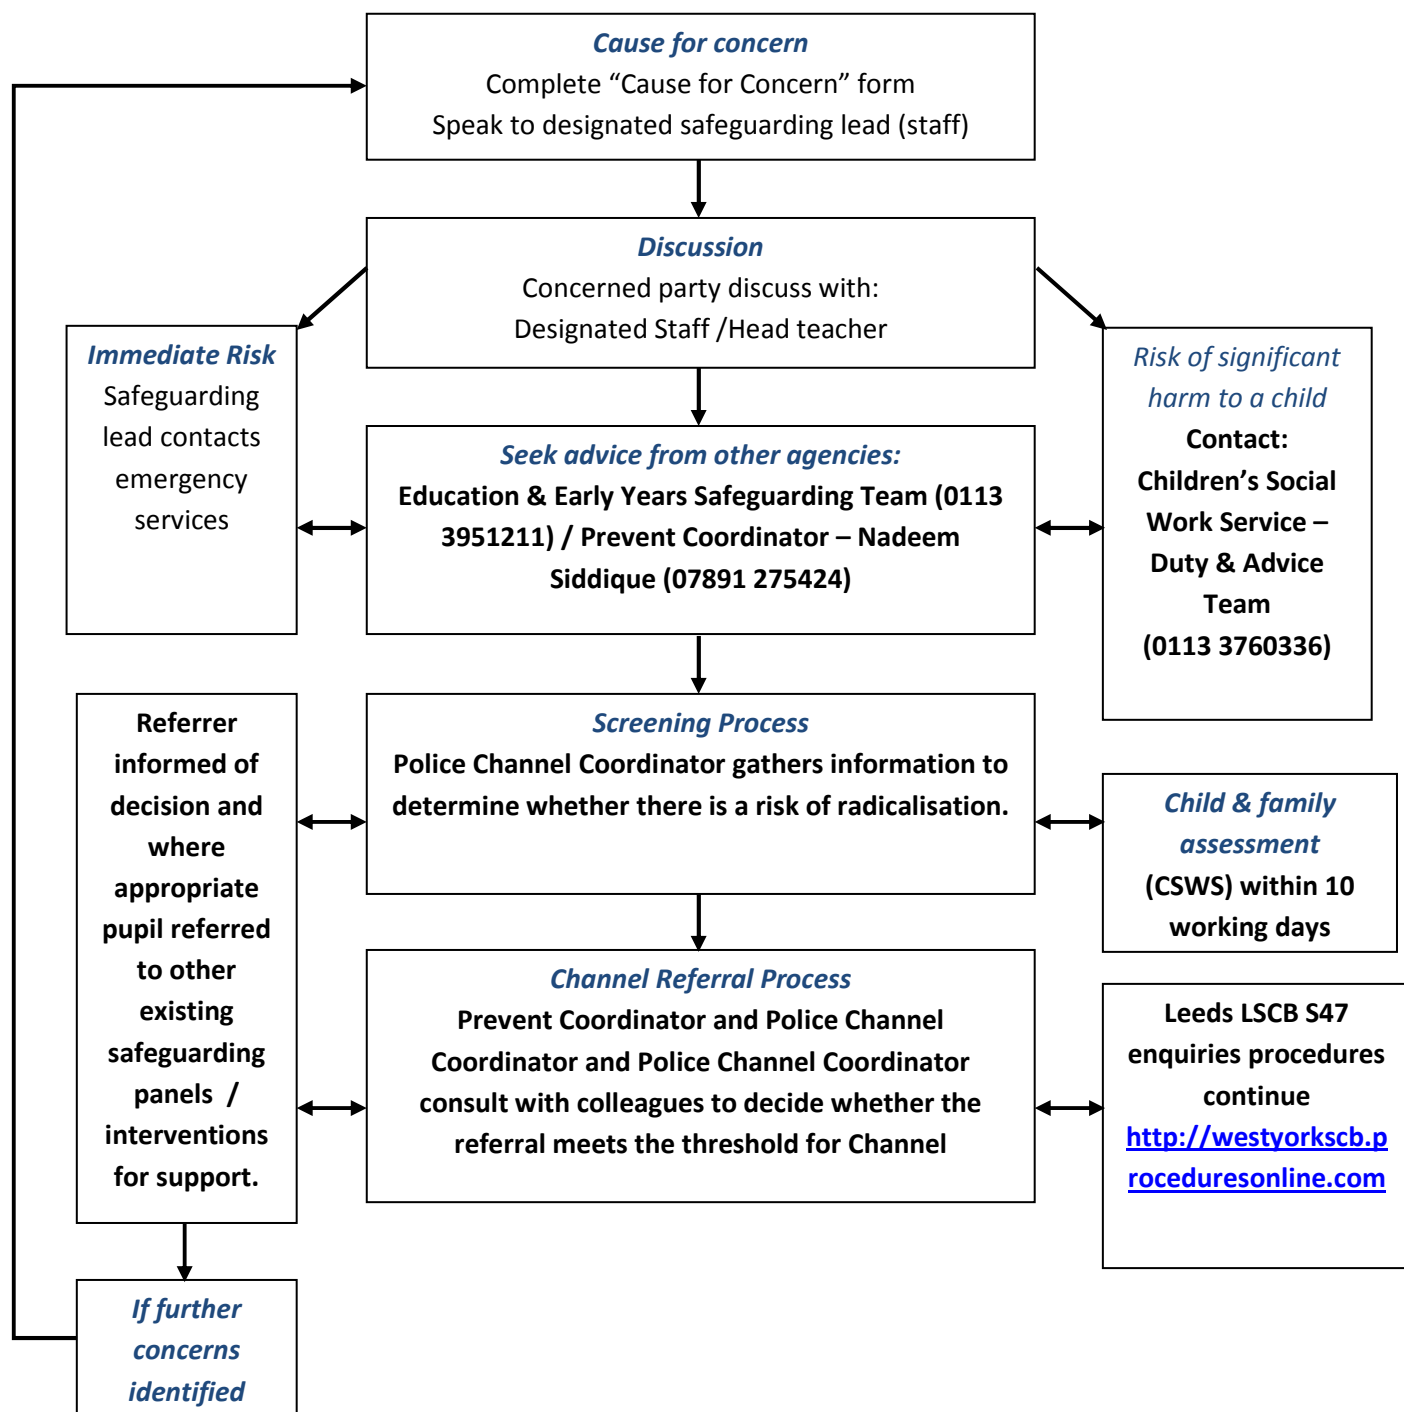 Cause for concern
Complete “Cause for Concern” form
Speak to designated safeguarding lead (staff)
Discussion
Concerned party discuss with:
Designated Staff /Head teacher
Immediate Risk
Safeguarding
lead contacts
emergency
services
Risk of significant
harm to a child
Contact:
Children’s Social
Work Service –
Duty & Advice
Team
(0113 3760336)
Seek advice from other agencies:
Education & Early Years Safeguarding Team (0113
3951211) / Prevent Coordinator – Nadeem
Siddique (07891 275424)
Referrer
informed of
decision and
where
appropriate
pupil referred
to other
existing
safeguarding
panels /
interventions
for support.
Screening Process
Police Channel Coordinator gathers information to
determine whether there is a risk of radicalisation.
Child & family
assessment
(CSWS) within 10
working days
Channel Referral Process
Prevent Coordinator and Police Channel
Coordinator and Police Channel Coordinator
consult with colleagues to decide whether the
referral meets the threshold for Channel
Leeds LSCB S47
enquiries procedures
continue
http://westyorkscb.p
roceduresonline.com
If further
concerns
identified